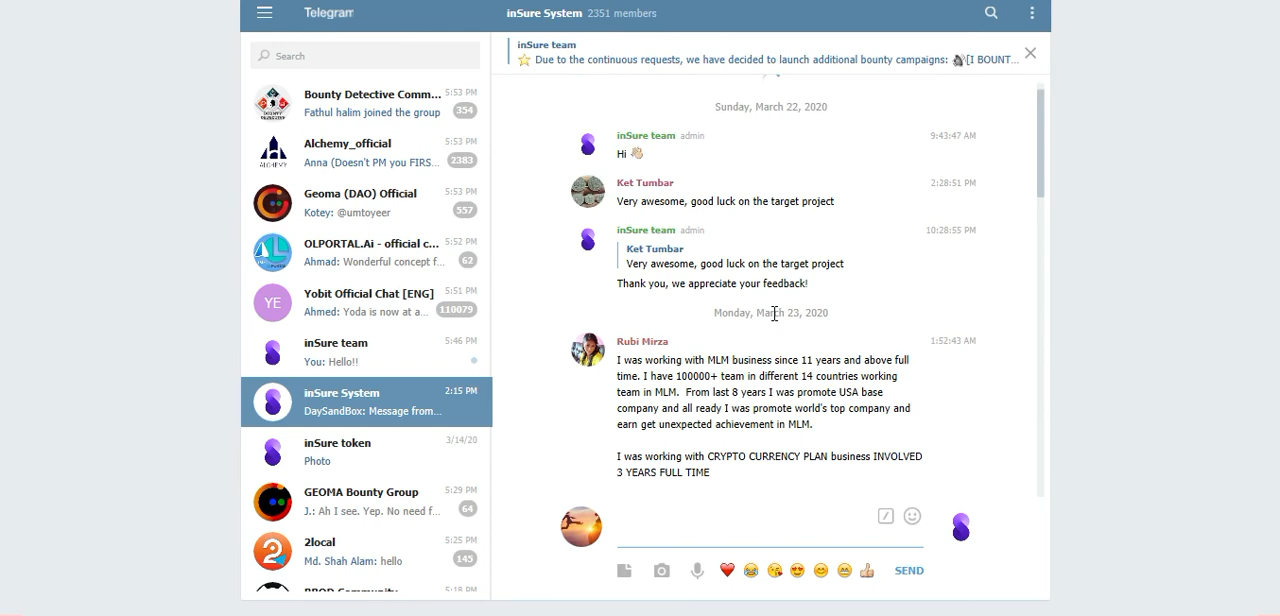 Telegram
inSure System 2351 members
Search
inSure team
Due to the continuous requests, we have decided to launch additional bounty campaigns: [I BOUNT...
Bounty Detective Comm... 5:53 PM
Fathul halim joined the group 354
Alchemy_official 5:53 PM
Anna (Doesn't PM you FIRS... 2383
ALCHEMY
Geoma (DAO) Official 5:53 PM
Kotey: @umtoyeer 557
OLPORTAL.Ai - official c... 5:52 PM
Ahmad: Wonderful concept f... 62
YE
Yobit Official Chat [ENG] 5:51 PM
Ahmed: Yoda is now at a... 110079
inSure team 5:46 PM
You: Hello!!
inSure System 2:15 PM
DaySandBox: Message from...
inSure token 3/14/20
Photo
GEOMA Bounty Group 5:29 PM
J.: Ah I see. Yep. No need f... 64
2local 5:25 PM
Md. Shah Alam: hello 145
5:18 PM
Sunday, March 22, 2020
inSure team admin 9:43:47 AM
Hi
Ket Tumbar 2:28:51 PM
Very awesome, good luck on the target project
inSure team admin 10:28:55 PM
Ket Tumbar
Very awesome, good luck on the target project
Thank you, we appreciate your feedback!
Monday, March 23, 2020
Rubi Mirza 1:52:43 AM
I was working with MLM business since 11 years and above full
time. I have 100000+ team in different 14 countries working
team in MLM.  From last 8 years I was promote USA base
company and all ready I was promote world's top company and
earn get unexpected achievement in MLM.
I was working with CRYPTO CURRENCY PLAN business INVOLVED
3 YEARS FULL TIME
SEND